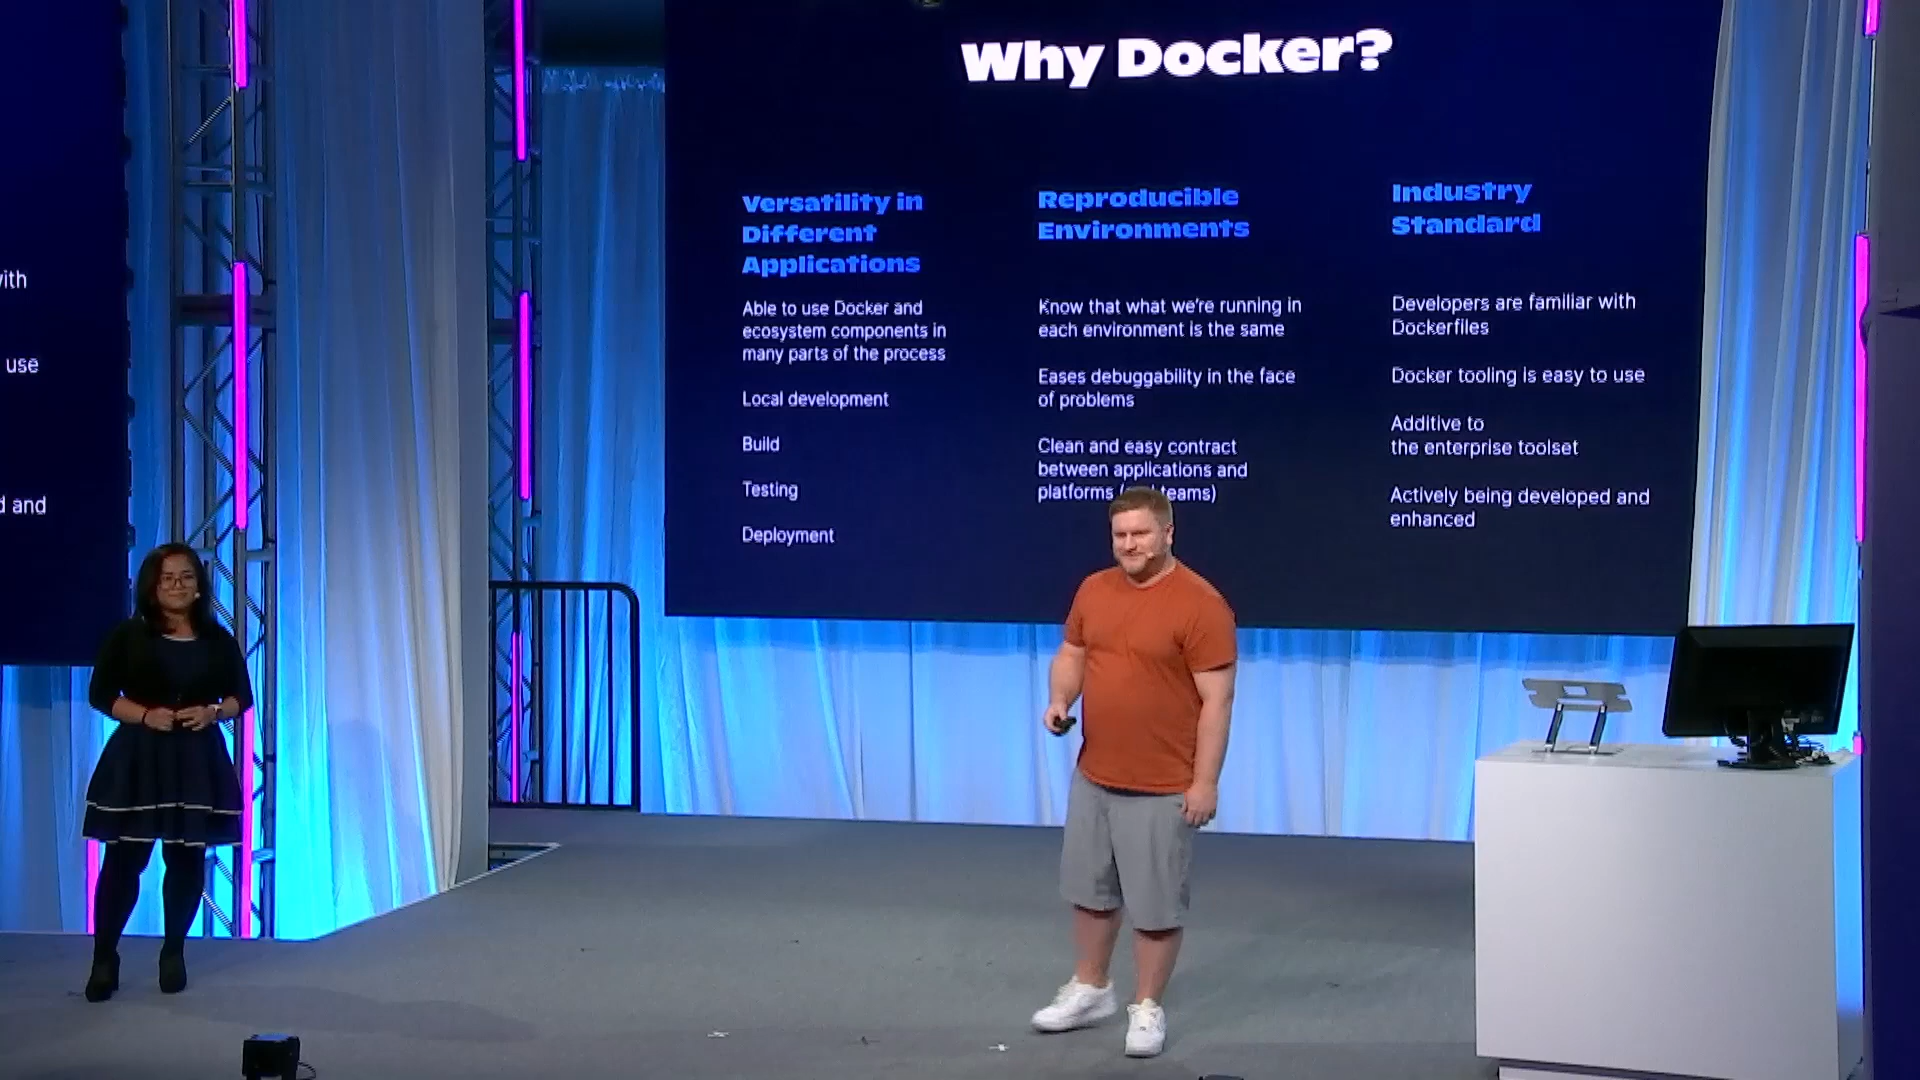 with
use
d and
Why Docker?
Versatility in
Different
Applications
Able to use Docker and
ecosystem components in
many parts of the process
Local development
Build
Testing
Deployment
Reproducible
Environments
Know that what we're running in
each environment is the same
Eases debuggability in the face
of problems
Clean and easy contract
between applications and
platforms ( teams)
Industry
Standard
Developers are familiar with
Dockerfiles
Docker tooling is easy to use
Additive to
the enterprise toolset
Actively being developed and
enhanced